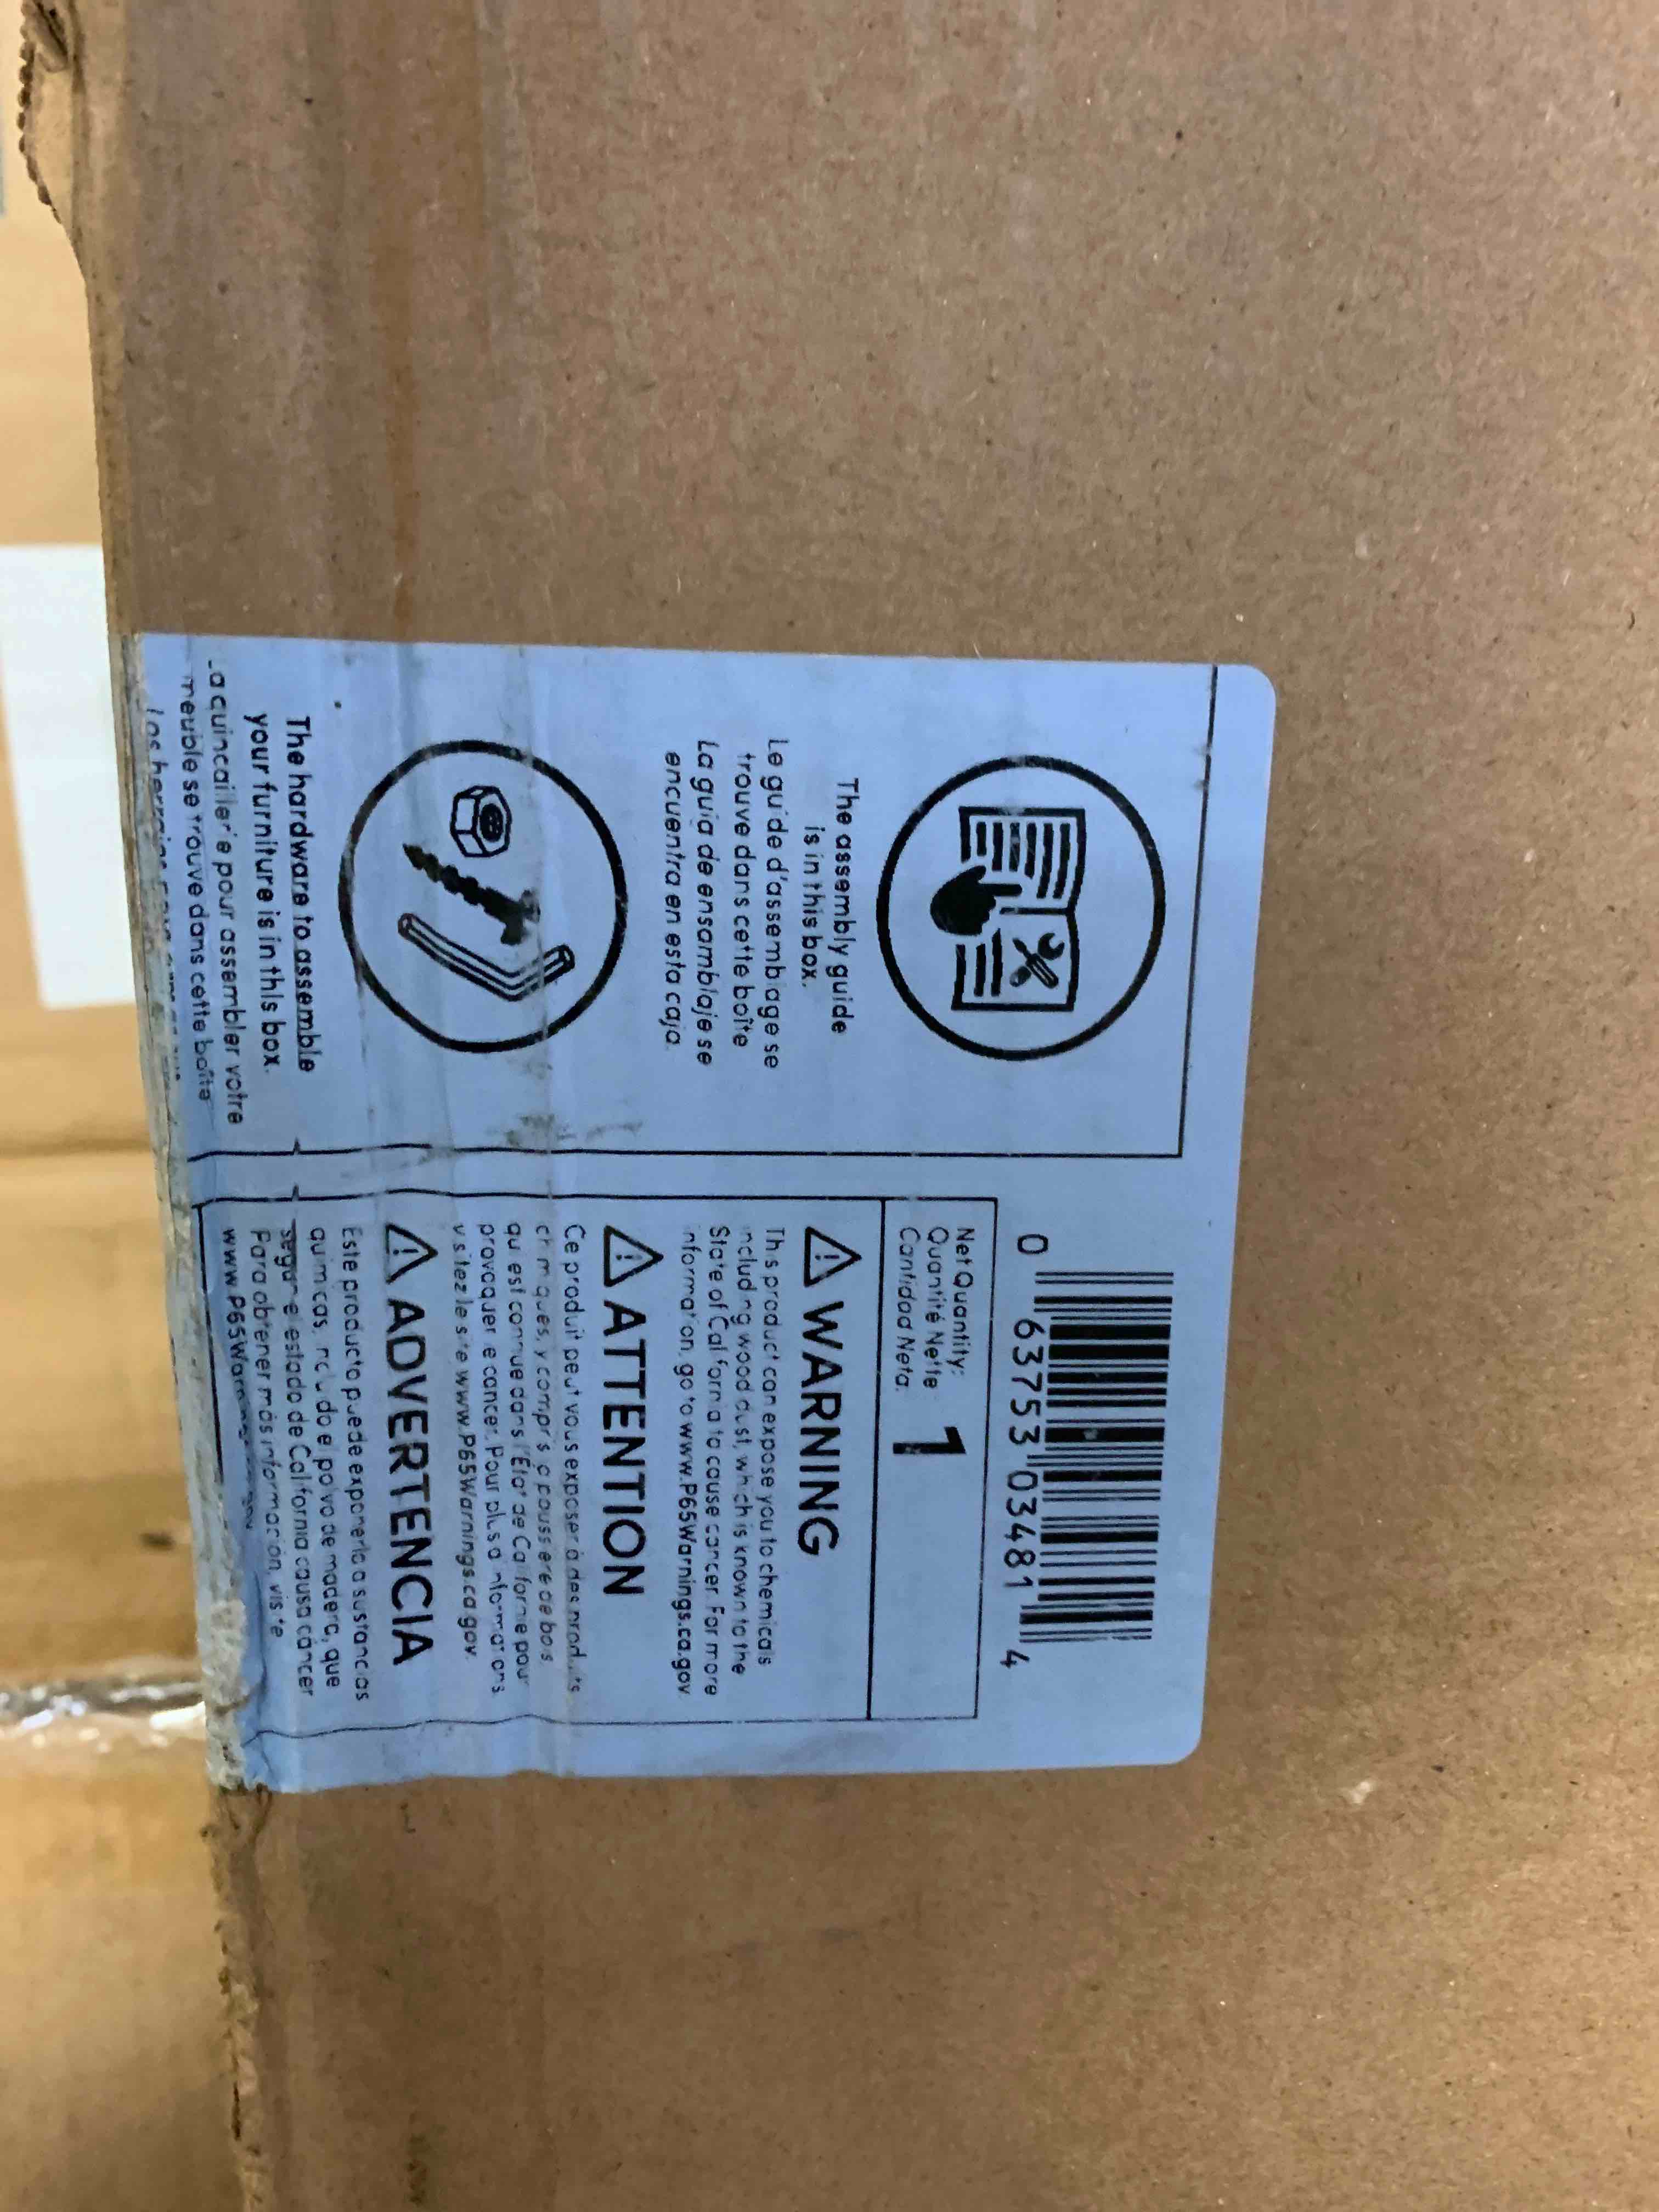 The assembly guide
is in this box.
Le guide d'assemblage se
trouve dans cette boîte
La guía de ensamblaje se
encuentra en esta caja.
The hardware to assemble
your furniture is in this box.
La quincaillerie pour assembler votre
meuble se trouve dans cette boîte
0 63753 03481 4
Net Quantity:
Quantité Nette:
Cantidad Neta:
1
⚠ WARNING
This product can expose you to chemicals
including wood dust, which is known to the
State of California to cause cancer. For more
information, go to www.P65Warnings.ca.gov
⚠ ATTENTION
Ce produit peut vous exposer à des produits
chimiques, y compris la poussière de bois
qui est connue dans l'État de Californie pour
provoquer le cancer. Pour plus d'informations
visitez le site www.P65Warnings.ca.gov.
⚠ ADVERTENCIA
Este producto puede exponerlo a sustancias
químicas, incluido el polvo de madera, que
según el estado de California causa cáncer
Para obtener más información, visite
www.P65Warnings